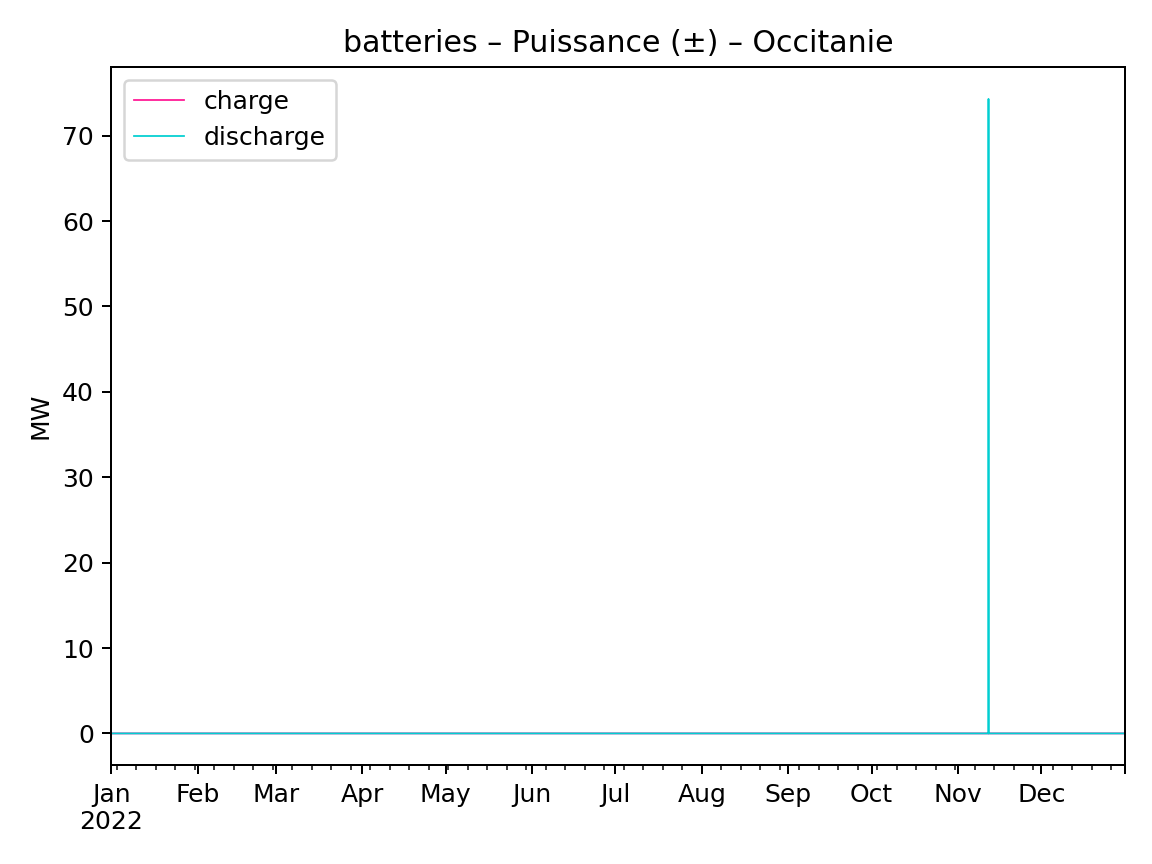 batteries – Puissance (±) – Occitanie
charge
discharge
MW
70
60
50
40
30
20
10
0
Jan Feb Mar Apr May Jun Jul Aug Sep Oct Nov Dec
2022